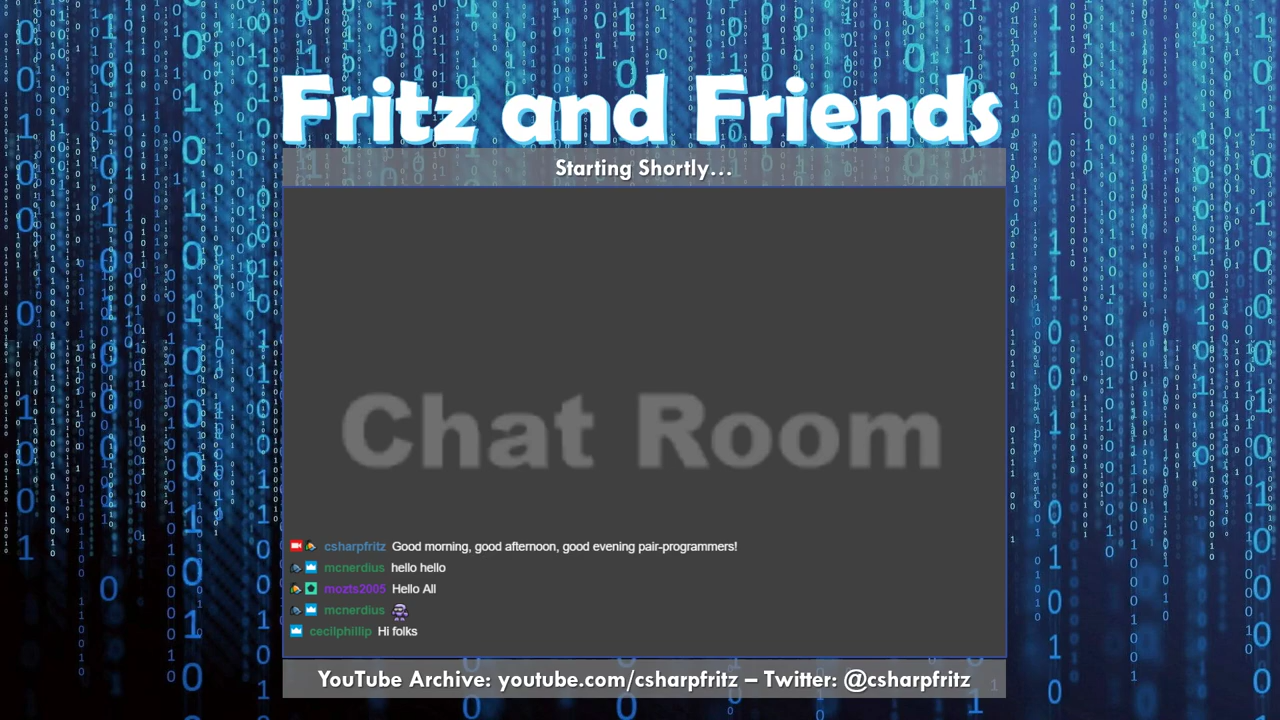 Fritz and Friends
Starting Shortly...
Chat Room
csharpfritz Good morning, good afternoon, good evening pair-programmers!
mcnerdius hello hello
mozts2005 Hello All
mcnerdius
cecilphillip Hi folks
YouTube Archive: youtube.com/csharpfritz – Twitter: @csharpfritz